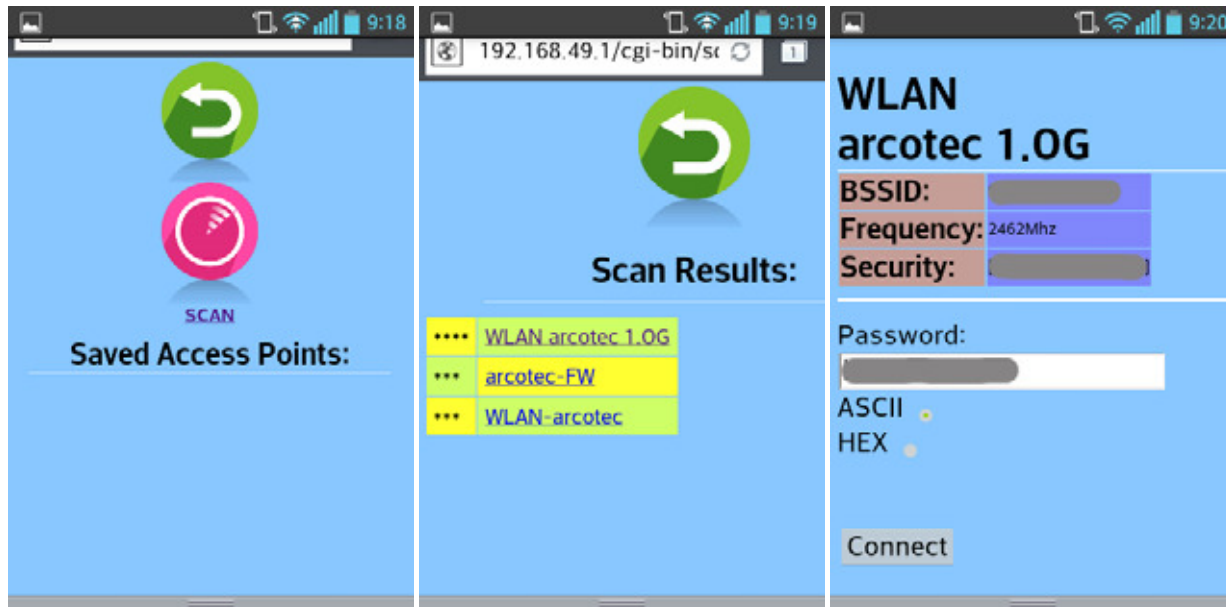 9:18
SCAN
Saved Access Points:
9:19
192.168.49.1/cgi-bin/sc
1
Scan Results:
•••• WLAN arcotec 1.0G
••• arcotec-FW
••• WLAN-arcotec
9:20
WLAN
arcotec 1.0G
BSSID:
Frequency: 2462Mhz
Security:
Password:
ASCII
HEX
Connect